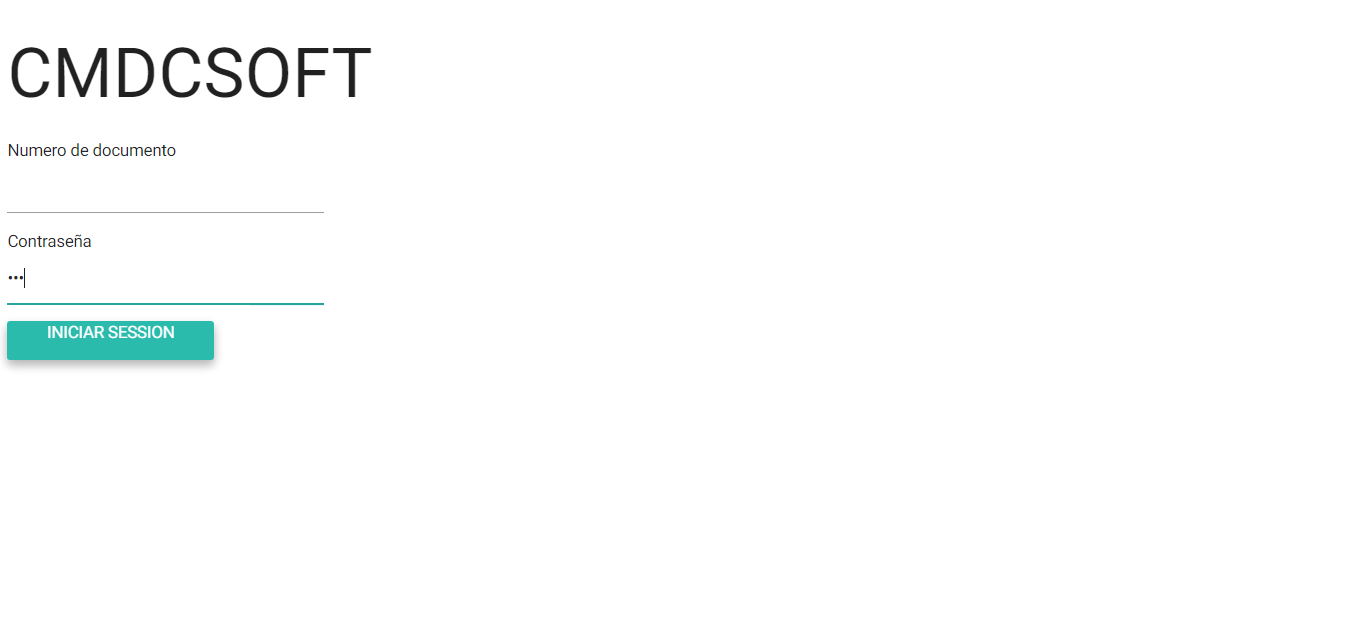 CMDCSOFT
Numero de documento
Contraseña
•••
INICIAR SESSION